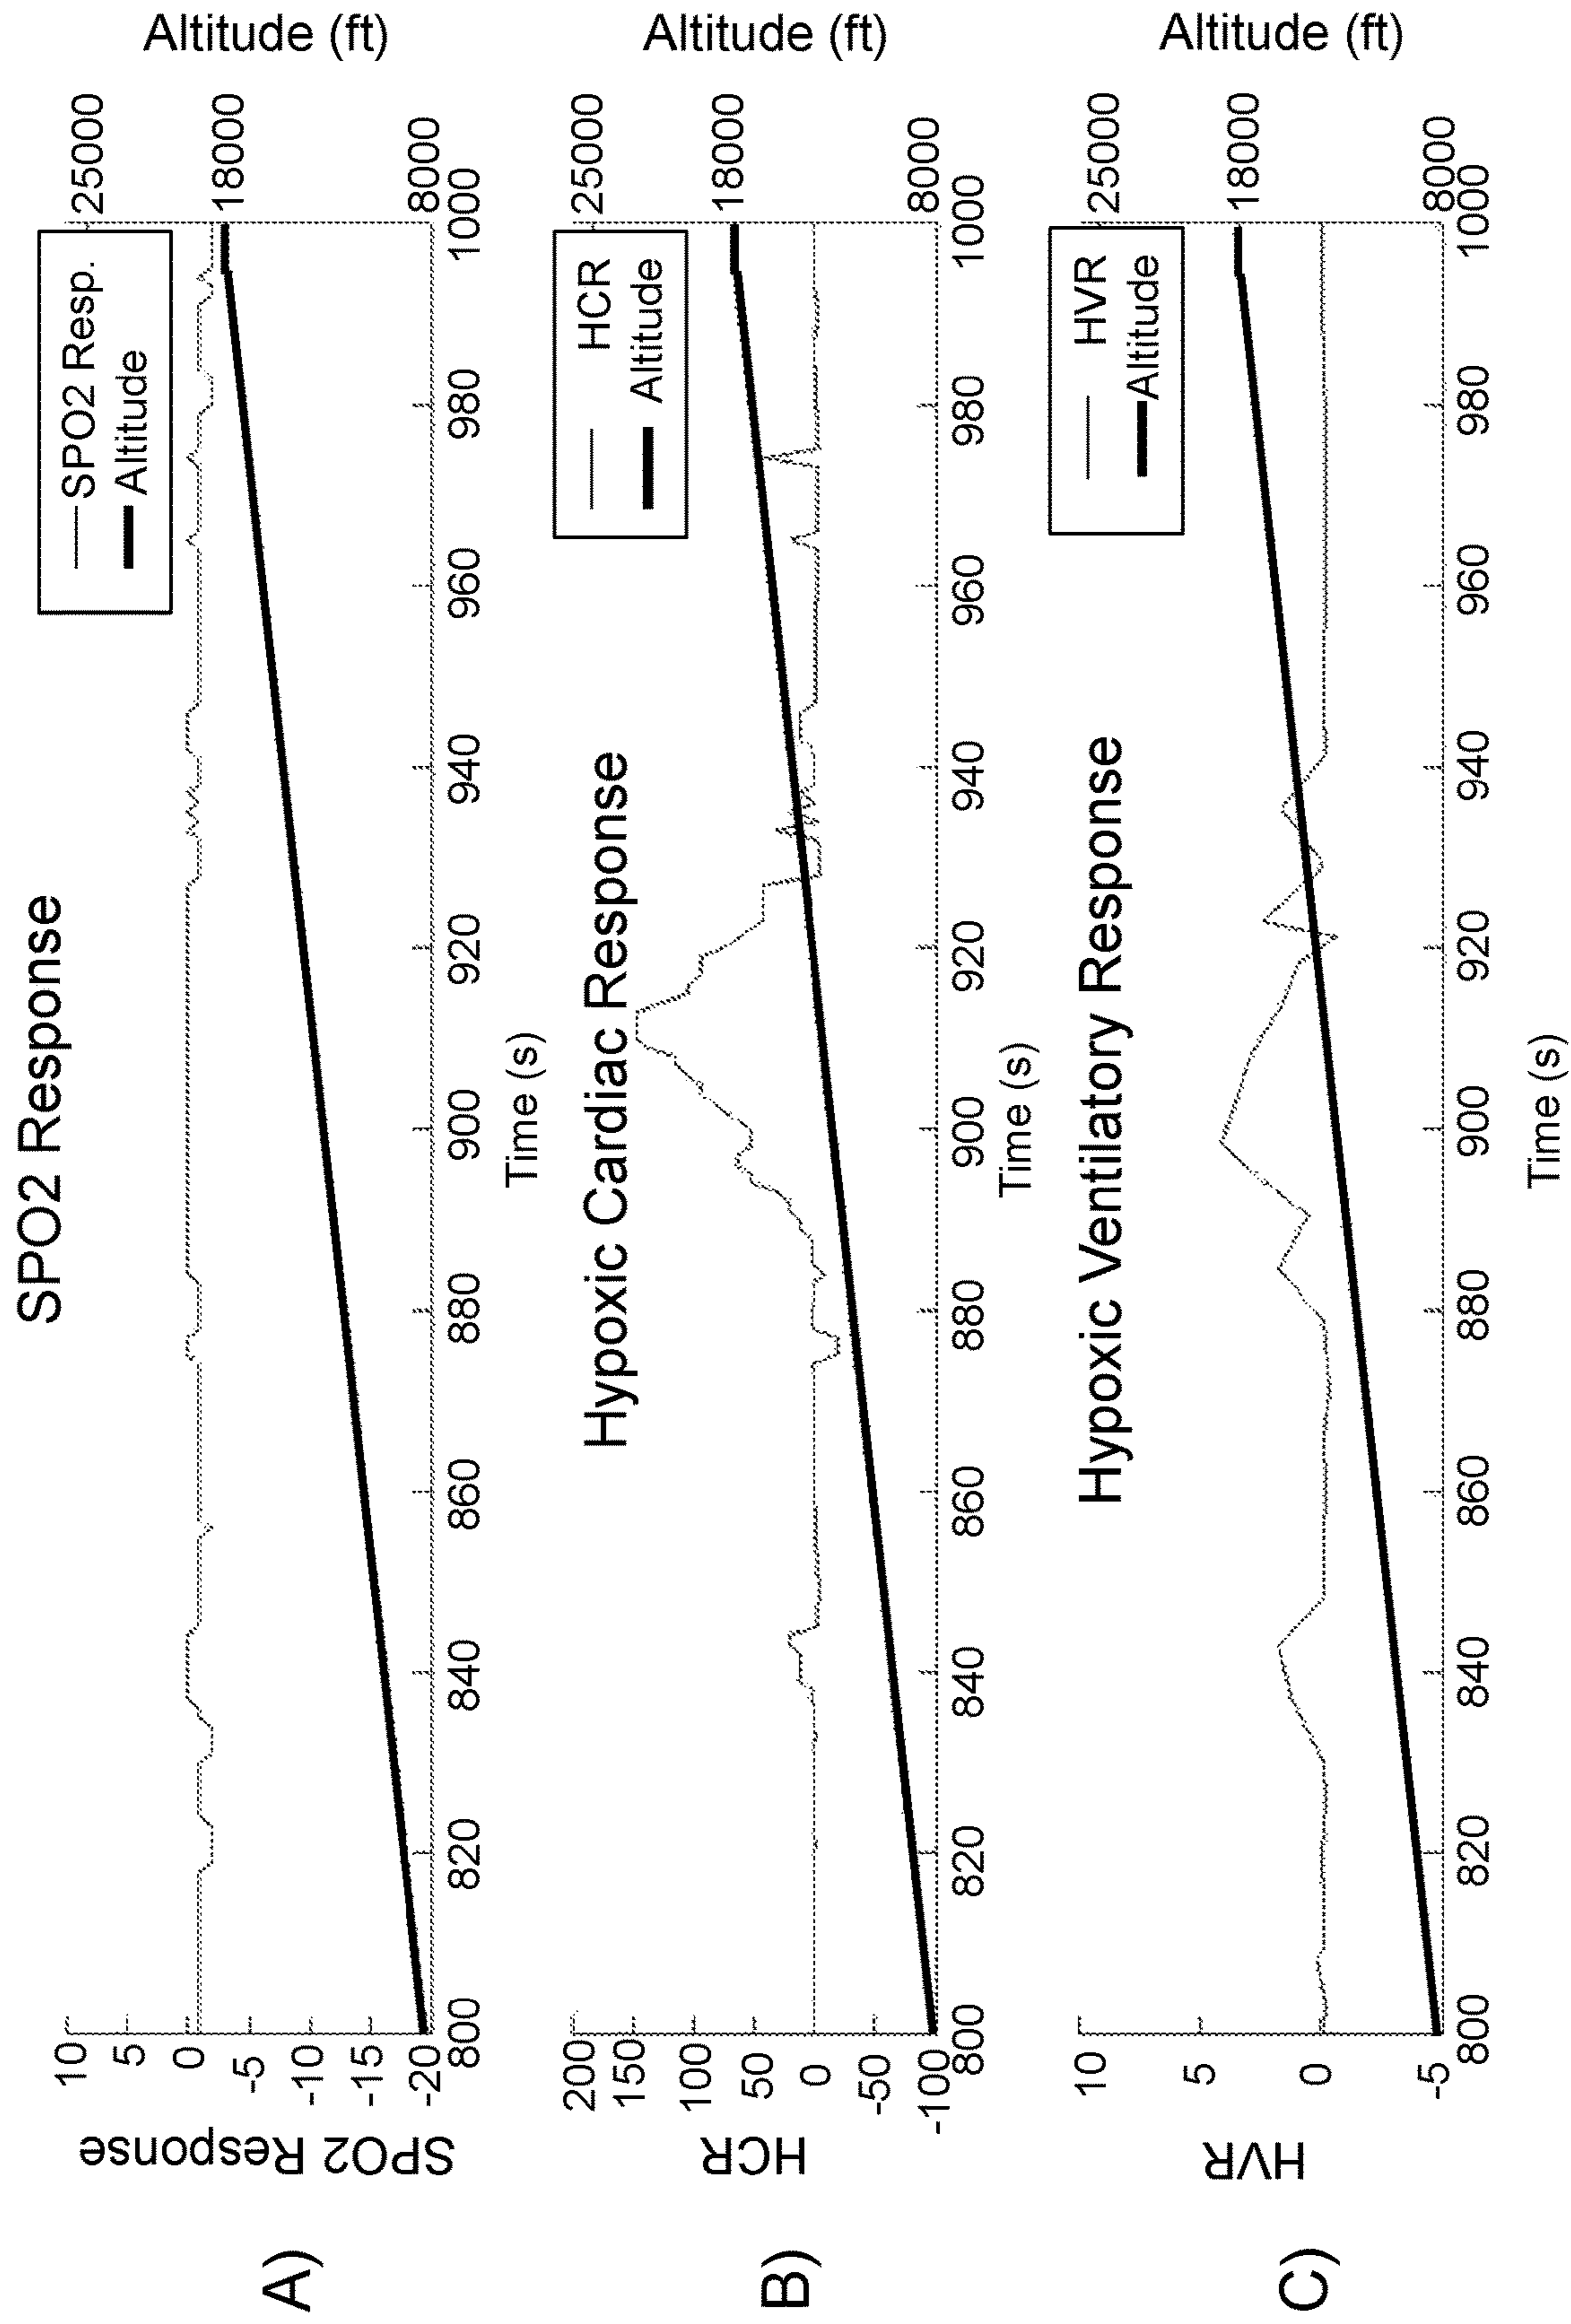 SPO2 Response
A)
SPO2 Response
10
5
0
-5
-10
-15
-20
SPO2 Resp.
Altitude
25000
18000
8000
Altitude (ft)
800
820
840
860
880
900
920
940
960
980
1000
Time (s)
Hypoxic Cardiac Response
B)
HCR
200
150
100
50
0
-50
-100
HCR
Altitude
25000
18000
8000
Altitude (ft)
800
820
840
860
880
900
920
940
960
980
1000
Time (s)
Hypoxic Ventilatory Response
C)
HVR
10
5
0
-5
HVR
Altitude
25000
18000
8000
Altitude (ft)
800
820
840
860
880
900
920
940
960
980
1000
Time (s)